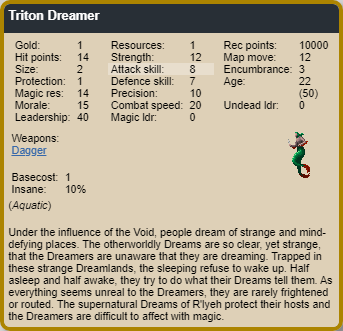 Triton Dreamer
Gold: 1 Resources: 1 Rec points: 10000
Hit points: 14 Strength: 12 Map move: 12
Size: 2 Attack skill: 8 Encumbrance: 3
Protection: 1 Defence skill: 7 Age: 22
Magic res: 14 Precision: 10 (50)
Morale: 15 Combat speed: 20 Undead ldr: 0
Leadership: 40 Magic ldr: 0
Weapons:
Dagger
Basecost: 1
Insane: 10%
(Aquatic)
Under the influence of the Void, people dream of strange and mind-
defying places. The otherworldly Dreams are so clear, yet strange,
that the Dreamers are unaware that they are dreaming. Trapped in
these strange Dreamlands, the sleeping refuse to wake up. Half
asleep and half awake, they try to do what their Dreams tell them. As
everything seems unreal to the Dreamers, they are rarely frightened
or routed. The supernatural Dreams of R'lyeh protect their hosts and
the Dreamers are difficult to affect with magic.